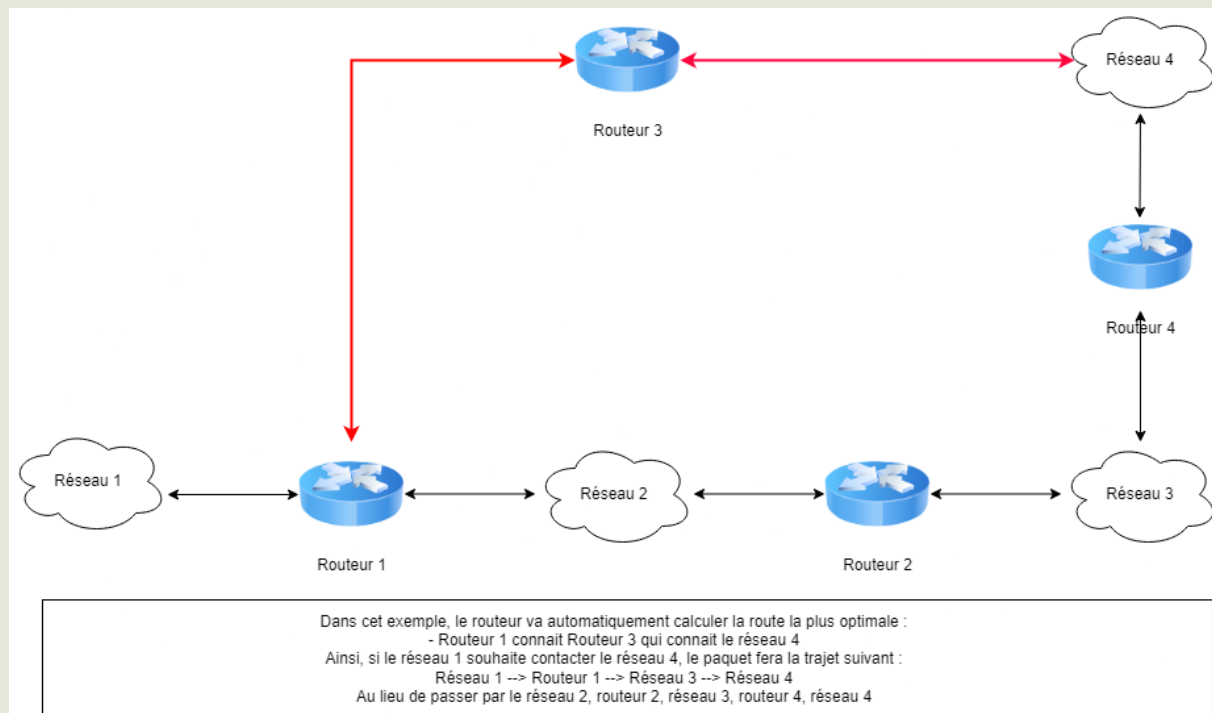 Routeur 3
Réseau 4
Routeur 4
Réseau 1
Routeur 1
Réseau 2
Routeur 2
Réseau 3
Dans cet exemple, le routeur va automatiquement calculer la route la plus optimale :
- Routeur 1 connait Routeur 3 qui connait le réseau 4
Ainsi, si le réseau 1 souhaite contacter le réseau 4, le paquet fera la trajet suivant :
Réseau 1 --> Routeur 1 --> Réseau 3 --> Réseau 4
Au lieu de passer par le réseau 2, routeur 2, réseau 3, routeur 4, réseau 4